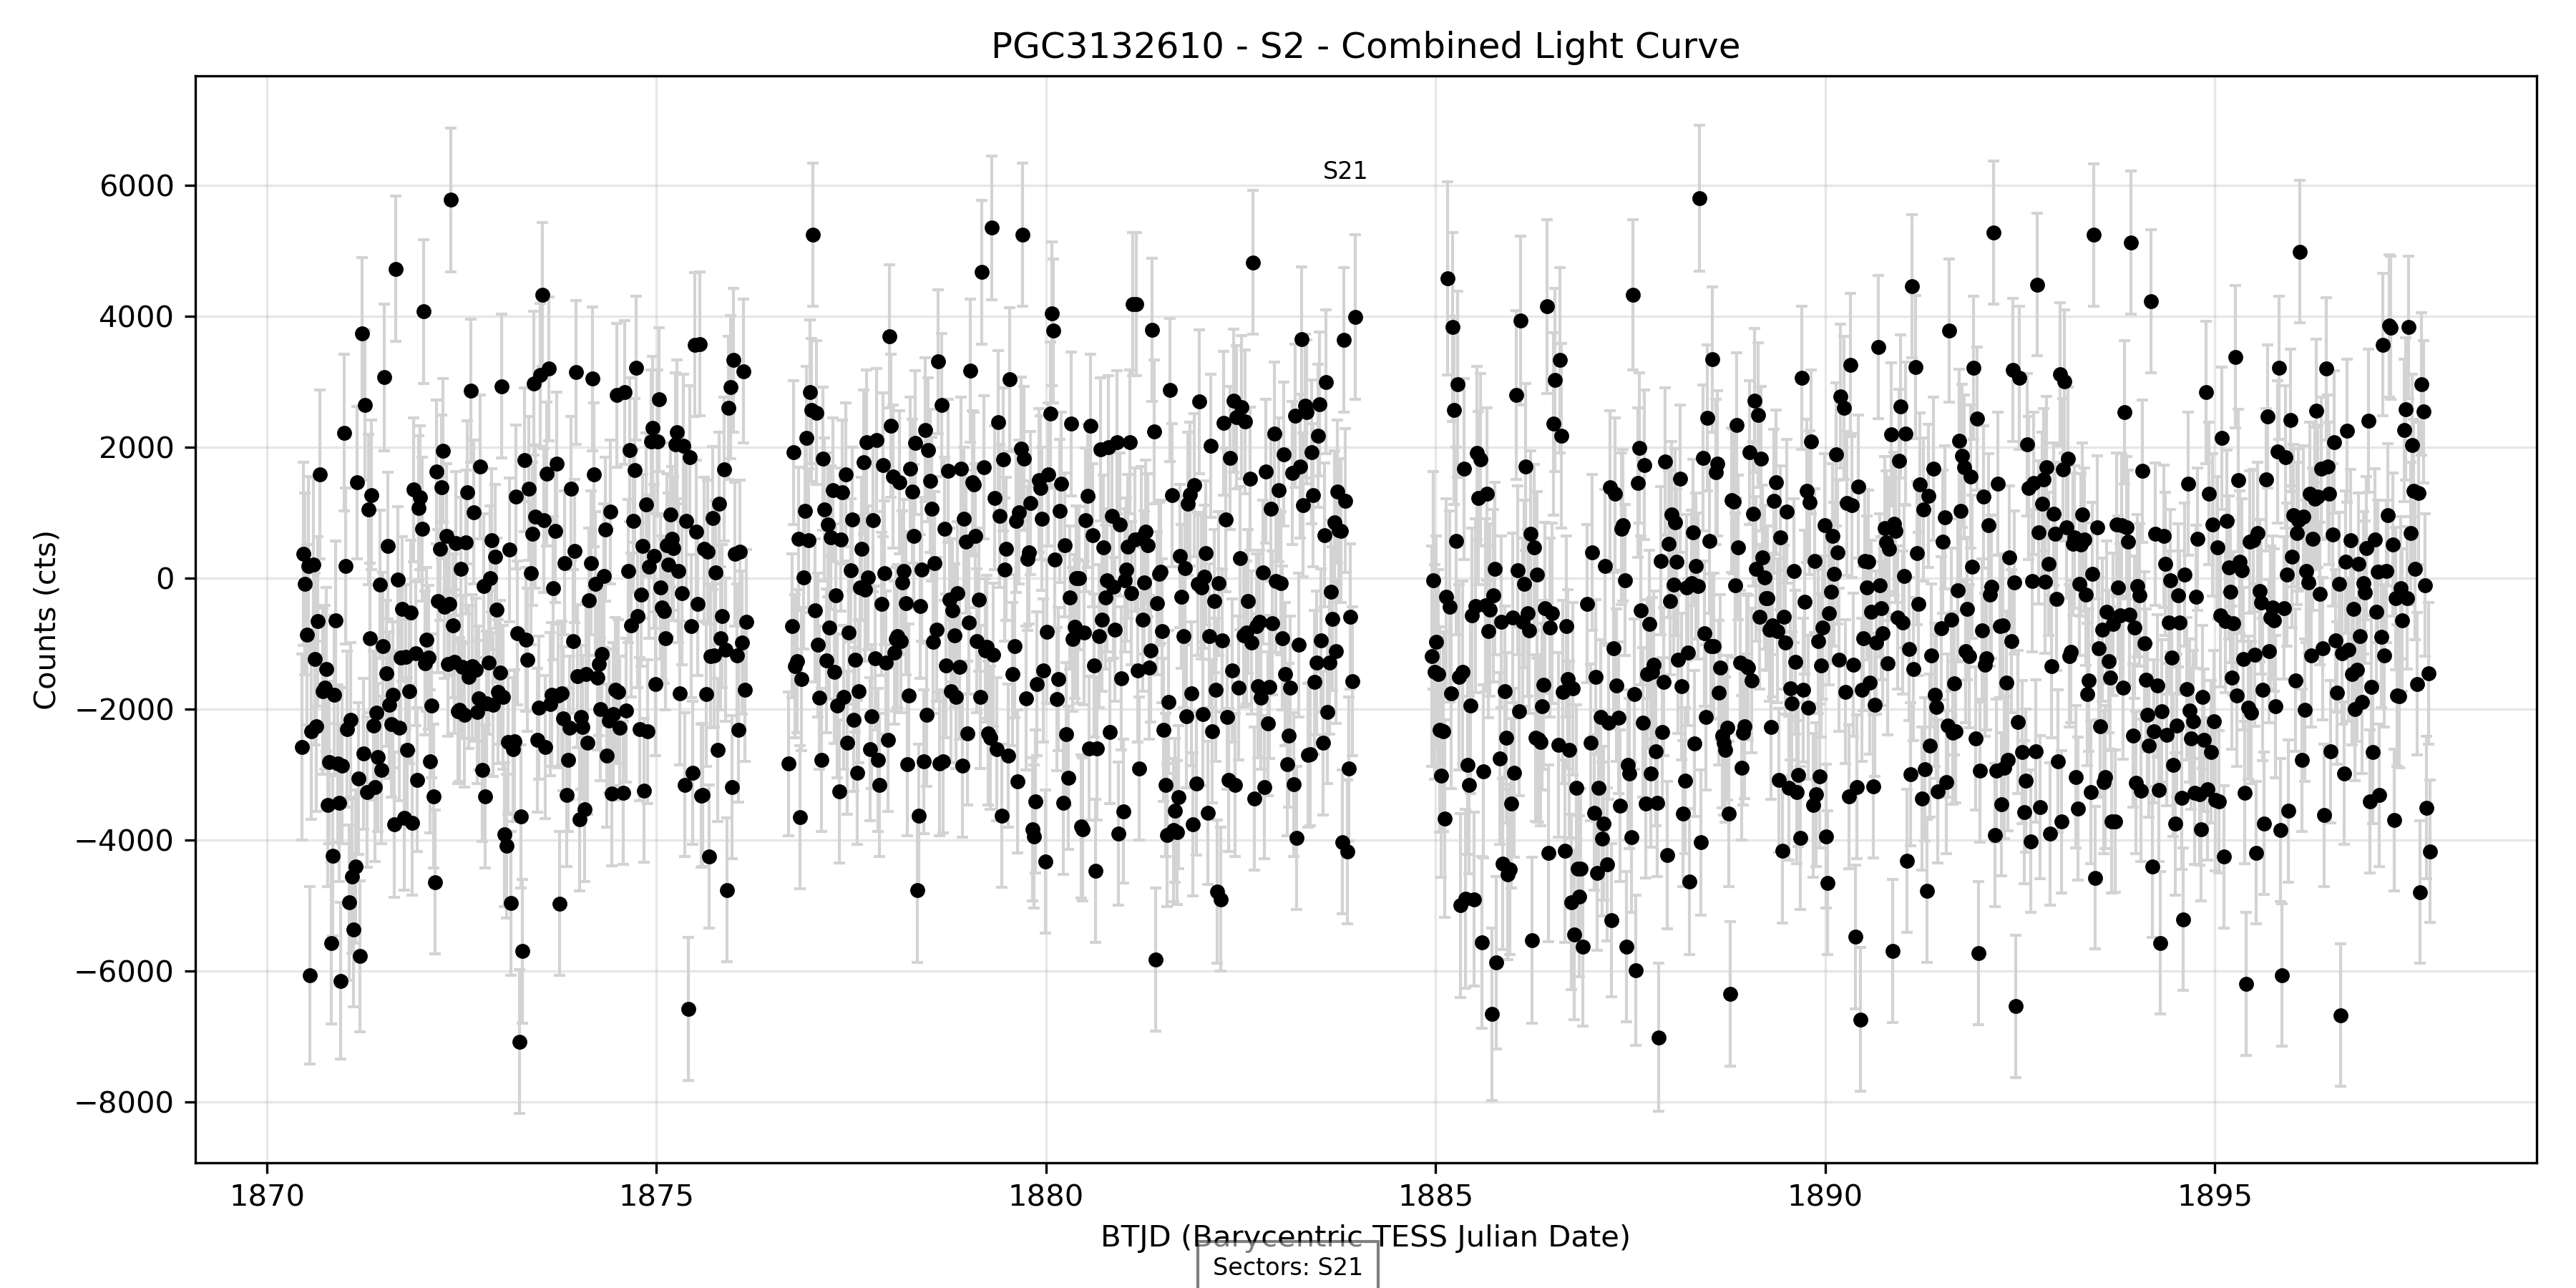 PGC3132610 - S2 - Combined Light Curve
S21
6000
4000
2000
0
−2000
−4000
−6000
−8000
Counts (cts)
1870 1875 1880 1885 1890 1895
BTJD (Barycentric TESS Julian Date)
Sectors: S21